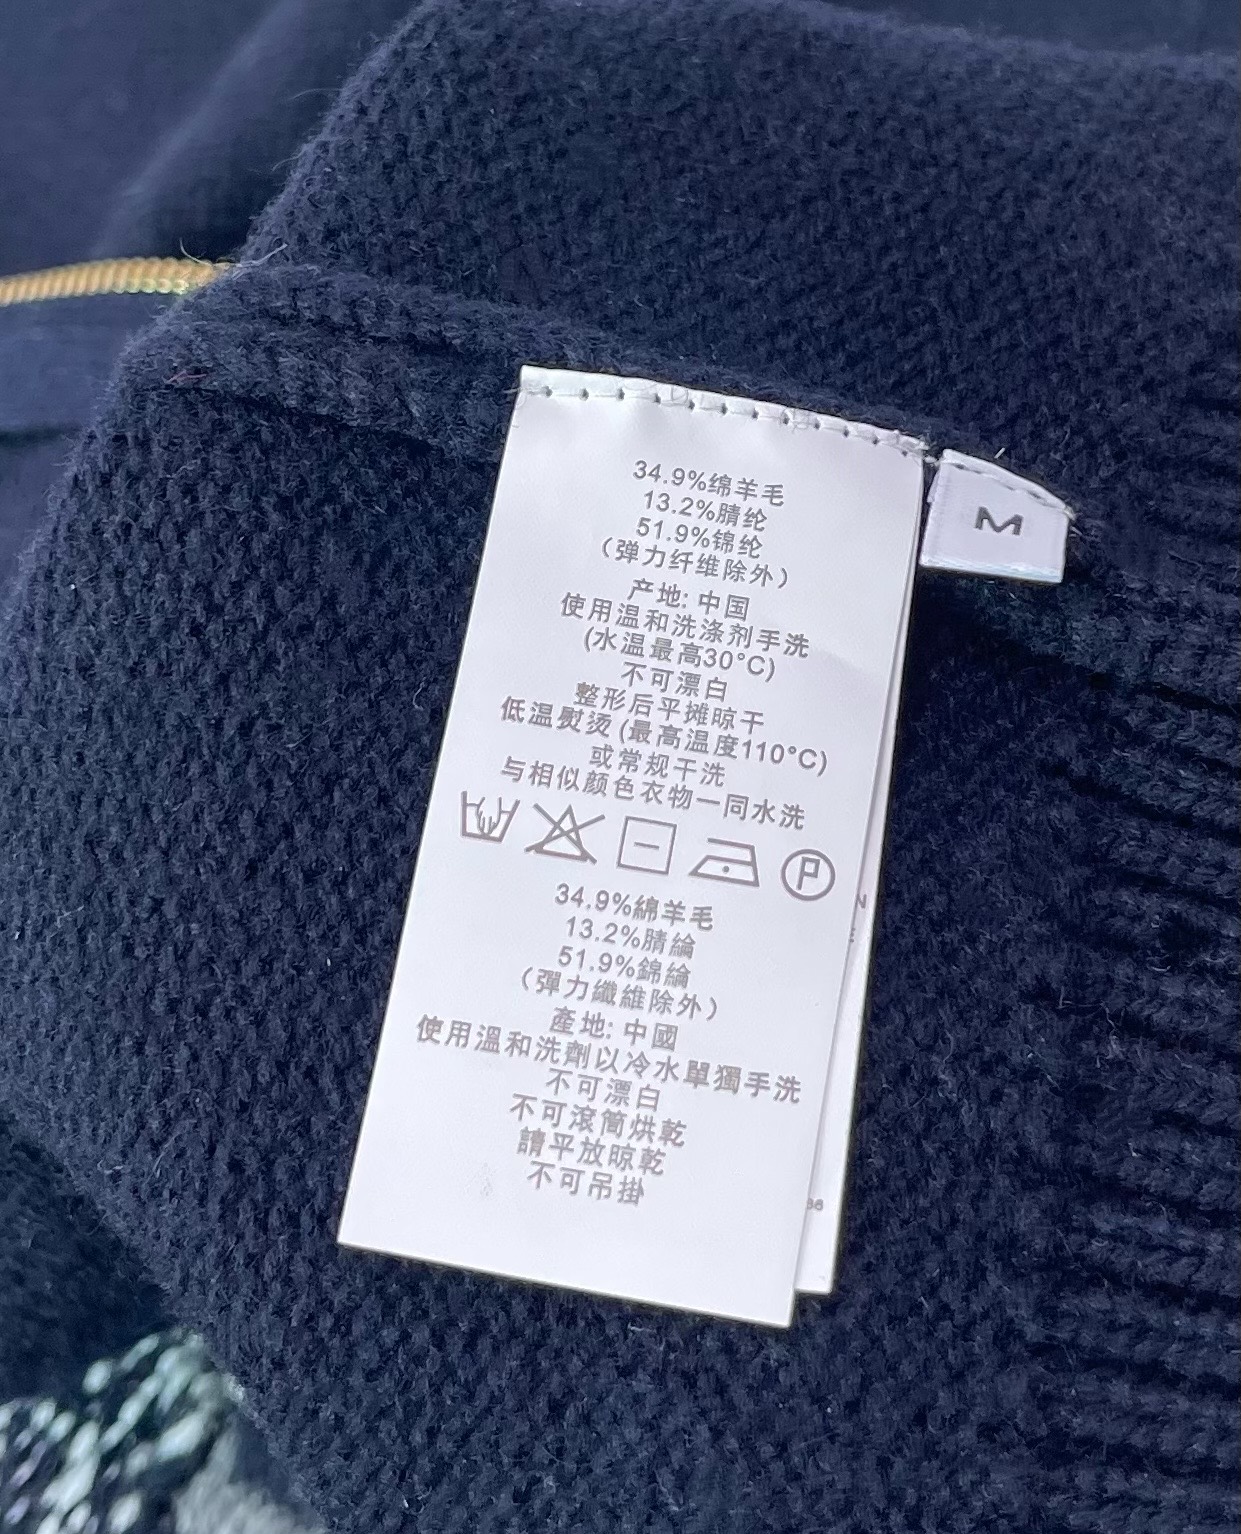 34.9%绵羊毛
13.2%腈纶
51.9%锦纶
（弹力纤维除外）
产地: 中国
使用温和洗涤剂手洗
(水温最高30°C)
不可漂白
整形后平摊晾干
低温熨烫 (最高温度110°C)
或常规干洗
与相似颜色衣物一同水洗
P
34.9%綿羊毛
13.2%腈綸
51.9%錦綸
（彈力纖維除外）
產地: 中國
使用溫和洗劑以冷水單獨手洗
不可漂白
不可滾筒烘乾
請平放晾乾
不可吊掛
M
N
36